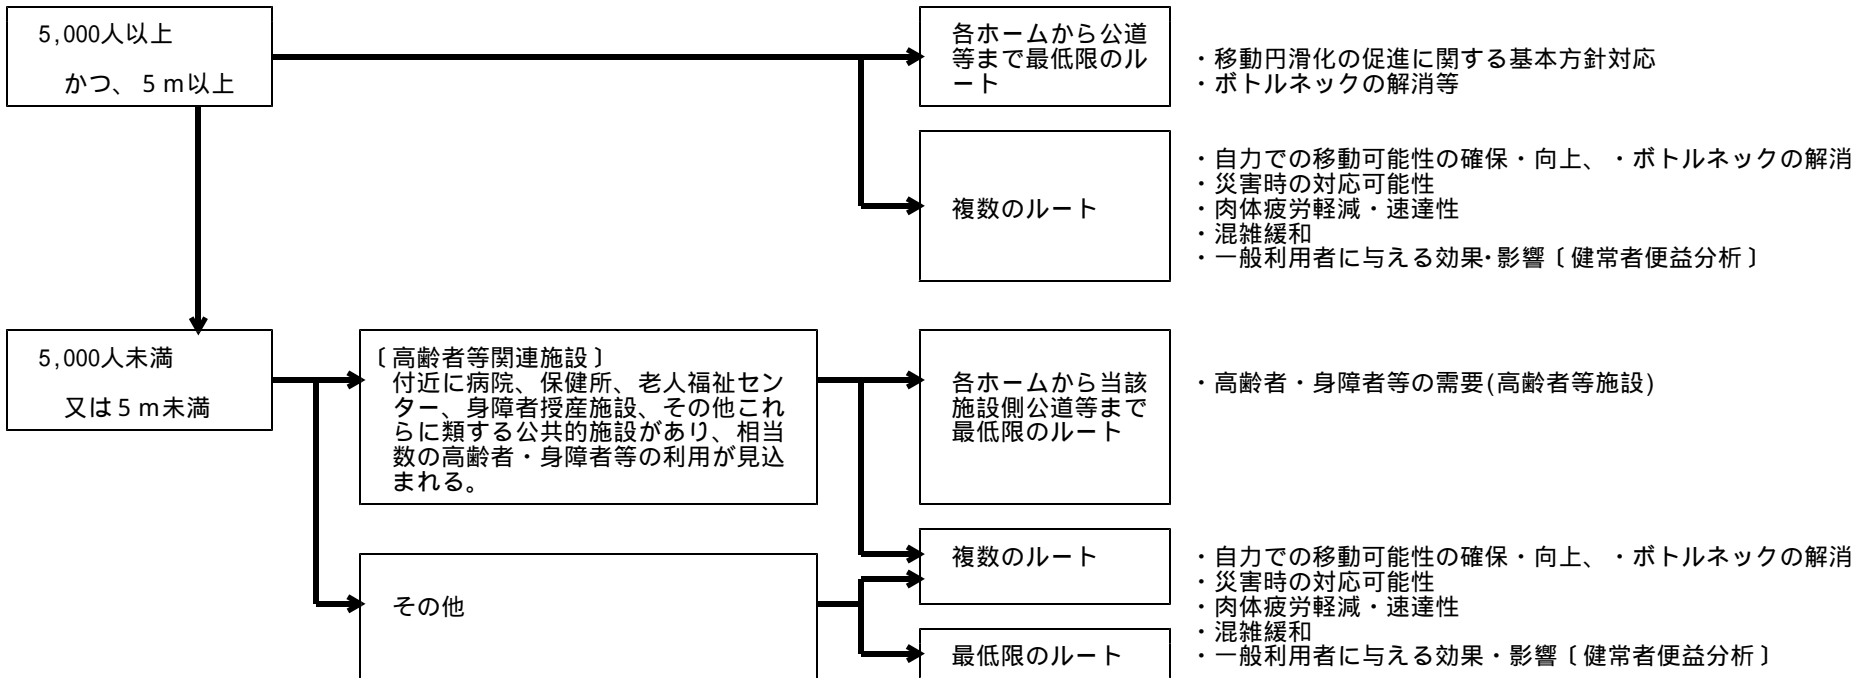 5,000人以上
かつ、５ｍ以上
各ホームから公道
等まで最低限のル
ート
・移動円滑化の促進に関する基本方針対応
・ボトルネックの解消等
複数のルート
・自力での移動可能性の確保・向上、・ボトルネックの解消
・災害時の対応可能性
・肉体疲労軽減・速達性
・混雑緩和
・一般利用者に与える効果・影響〔健常者便益分析〕
5,000人未満
又は５ｍ未満
〔高齢者等関連施設〕
付近に病院、保健所、老人福祉セン
ター、身障者授産施設、その他これ
らに類する公共的施設があり、相当
数の高齢者・身障者等の利用が見込
まれる。
各ホームから当該
施設側公道等まで
最低限のルート
・高齢者・身障者等の需要(高齢者等施設)
その他
複数のルート
最低限のルート
・自力での移動可能性の確保・向上、・ボトルネックの解消
・災害時の対応可能性
・肉体疲労軽減・速達性
・混雑緩和
・一般利用者に与える効果・影響〔健常者便益分析〕